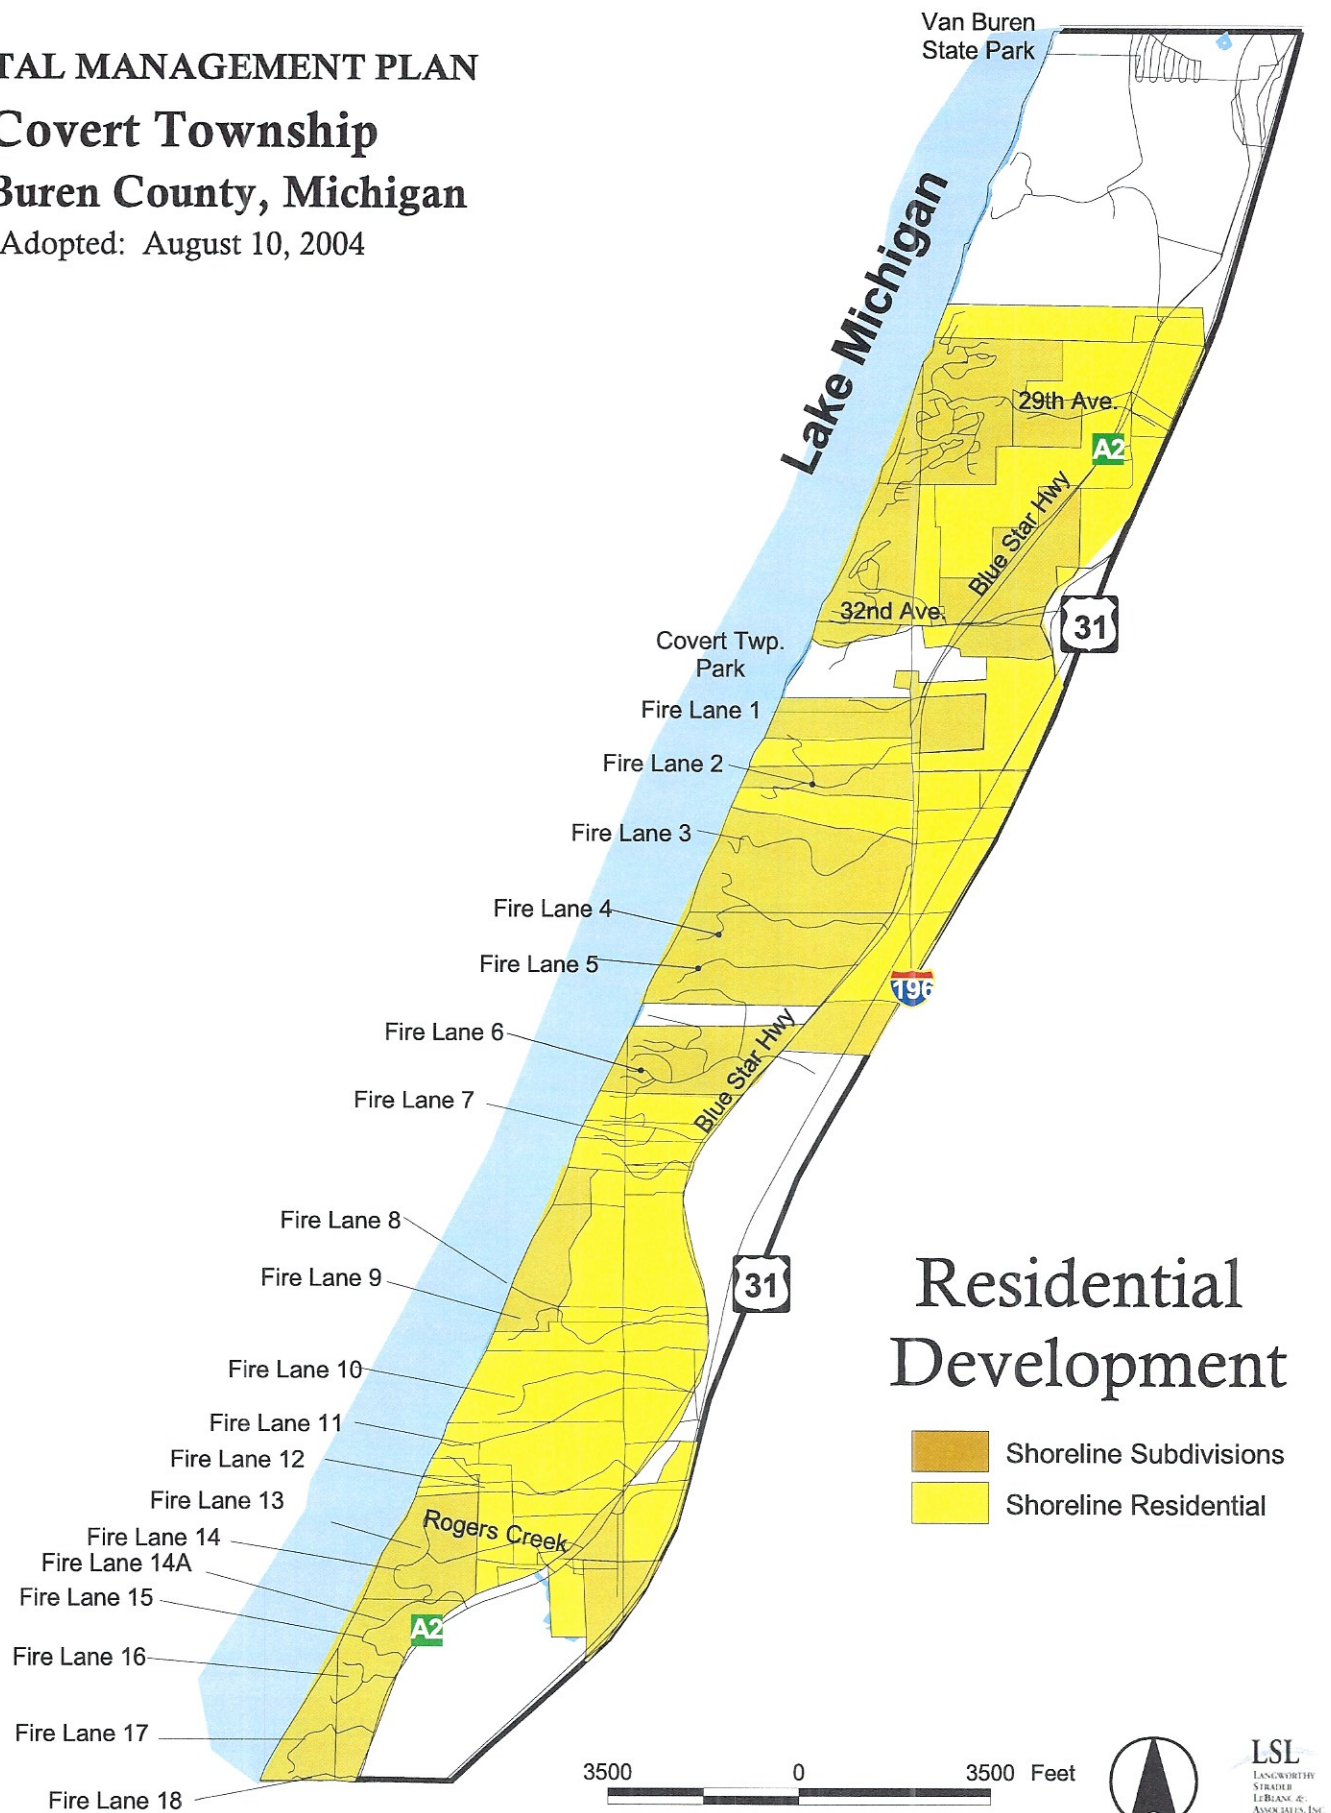 TAL MANAGEMENT PLAN
Covert Township
Buren County, Michigan
Adopted: August 10, 2004
Van Buren
State Park
Lake Michigan
29th Ave.
A2
Blue Star Hwy
32nd Ave.
31
Covert Twp.
Park
Fire Lane 1
Fire Lane 2
Fire Lane 3
Fire Lane 4
Fire Lane 5
196
Fire Lane 6
Blue Star Hwy
Fire Lane 7
Fire Lane 8
Fire Lane 9
31
Fire Lane 10
Fire Lane 11
Fire Lane 12
Fire Lane 13
Rogers Creek
Fire Lane 14
Fire Lane 14A
Fire Lane 15
A2
Fire Lane 16
Fire Lane 17
Fire Lane 18
Residential
Development
Shoreline Subdivisions
Shoreline Residential
3500 0 3500 Feet
LSL
LANGWORTHY
STRADER
LEBLANC &
ASSOCIATES, INC